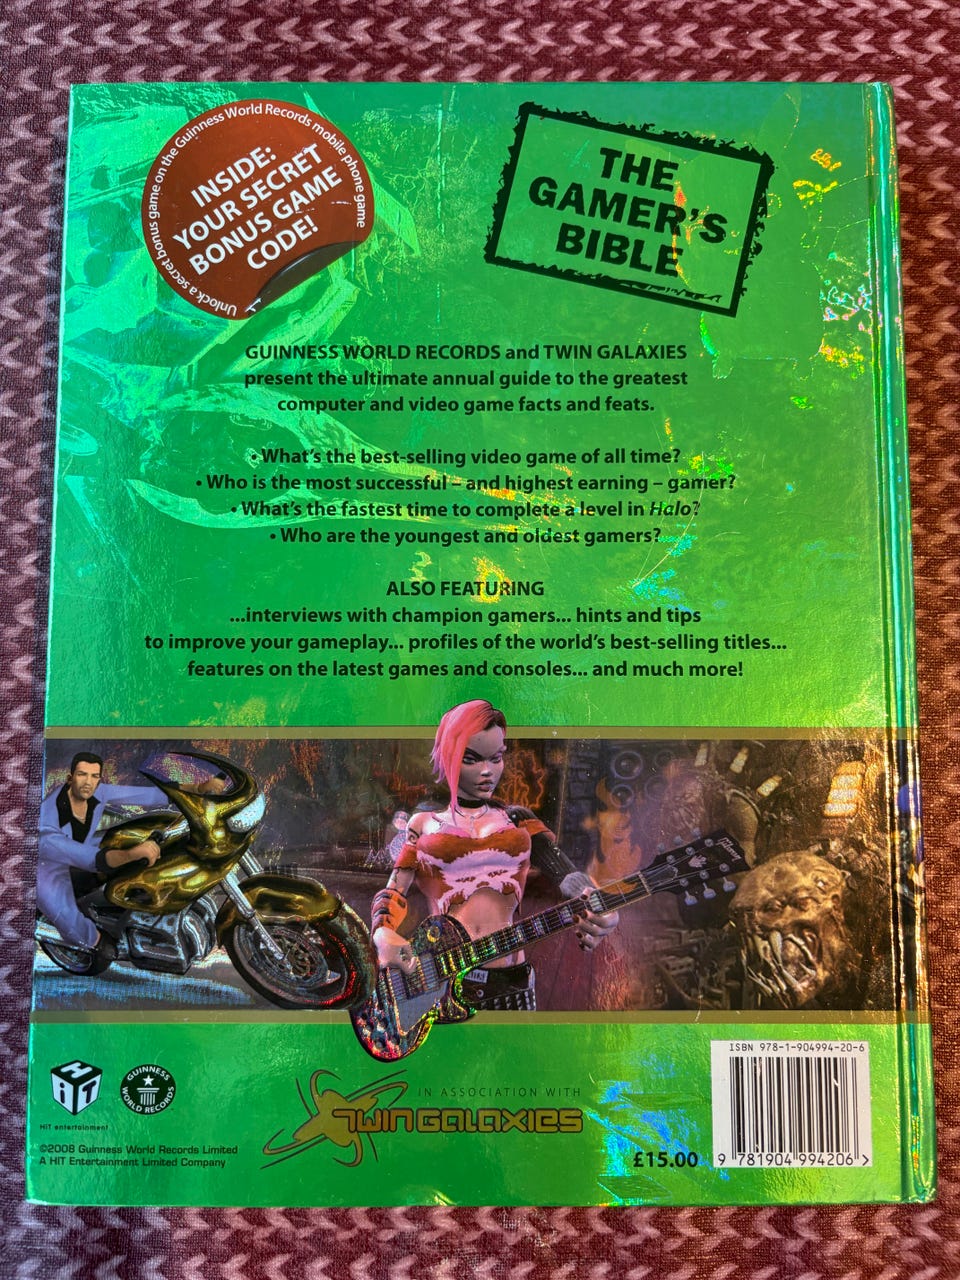 Unlock a secret bonus game on the Guinness World Records mobile phone game
INSIDE:
YOUR SECRET
BONUS GAME
CODE!
THE
GAMER'S
BIBLE
GUINNESS WORLD RECORDS and TWIN GALAXIES
present the ultimate annual guide to the greatest
computer and video game facts and feats.
• What's the best-selling video game of all time?
• Who is the most successful – and highest earning – gamer?
• What's the fastest time to complete a level in Halo?
• Who are the youngest and oldest gamers?
ALSO FEATURING
...interviews with champion gamers... hints and tips
to improve your gameplay... profiles of the world's best-selling titles...
features on the latest games and consoles... and much more!
Gibson
HiT
HiT entertainment
GUINNESS
WORLD RECORDS
©2008 Guinness World Records Limited
A HIT Entertainment Limited Company
IN ASSOCIATION WITH
TWIN GALAXIES
£15.00
ISBN 978-1-904994-20-6
9 781904 994206 >